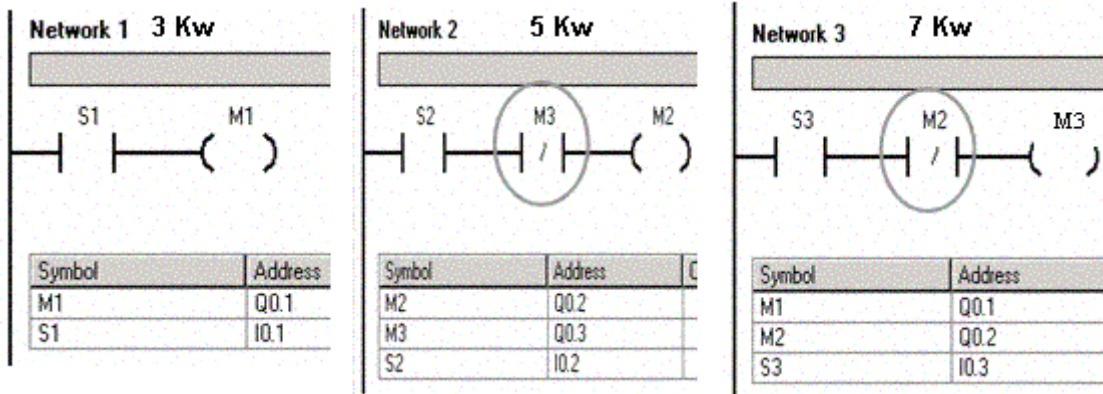 Network 1 3 Kw
S1 M1
Symbol Address
M1 Q0.1
S1 I0.1
Network 2 5 Kw
S2 M3 M2
/
Symbol Address
M2 Q0.2
M3 Q0.3
S2 I0.2
Network 3 7 Kw
S3 M2 M3
/
Symbol Address
M1 Q0.1
M2 Q0.2
S3 I0.3